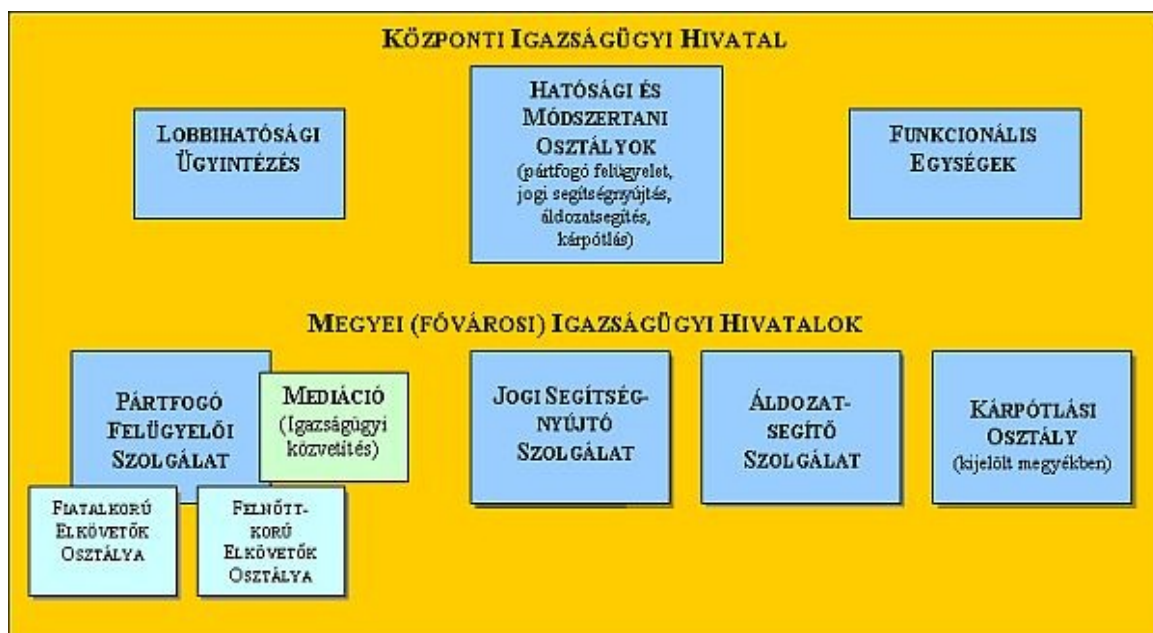 KÖZPONTI IGAZSÁGÜGYI HIVATAL
LOBBIHATÓSÁGI
ÜGYINTÉZÉS
HATÓSÁGI ÉS
MÓDSZERTANI
OSZTÁLYOK
(pártfogó felügyelet,
jogi segítségnyújtás,
áldozatsegítés,
kárpótlás)
FUNKCIONÁLIS
EGYSÉGEK
MEGYEI (FŐVÁROSI) IGAZSÁGÜGYI HIVATALOK
PÁRTFOGÓ
FELÜGYELŐI
SZOLGÁLAT
MEDIÁCIÓ
(Igazságügyi
közvetítés)
FIATALKORÚ
ELKÖVETŐK
OSZTÁLYA
FELNŐTT-
KORÚ
ELKÖVETŐK
OSZTÁLYA
JOGI SEGÍTSÉG-
NYÚJTÓ
SZOLGÁLAT
ÁLDOZAT-
SEGÍTŐ
SZOLGÁLAT
KÁRPÓTLÁSI
OSZTÁLY
(kijelölt megyékben)